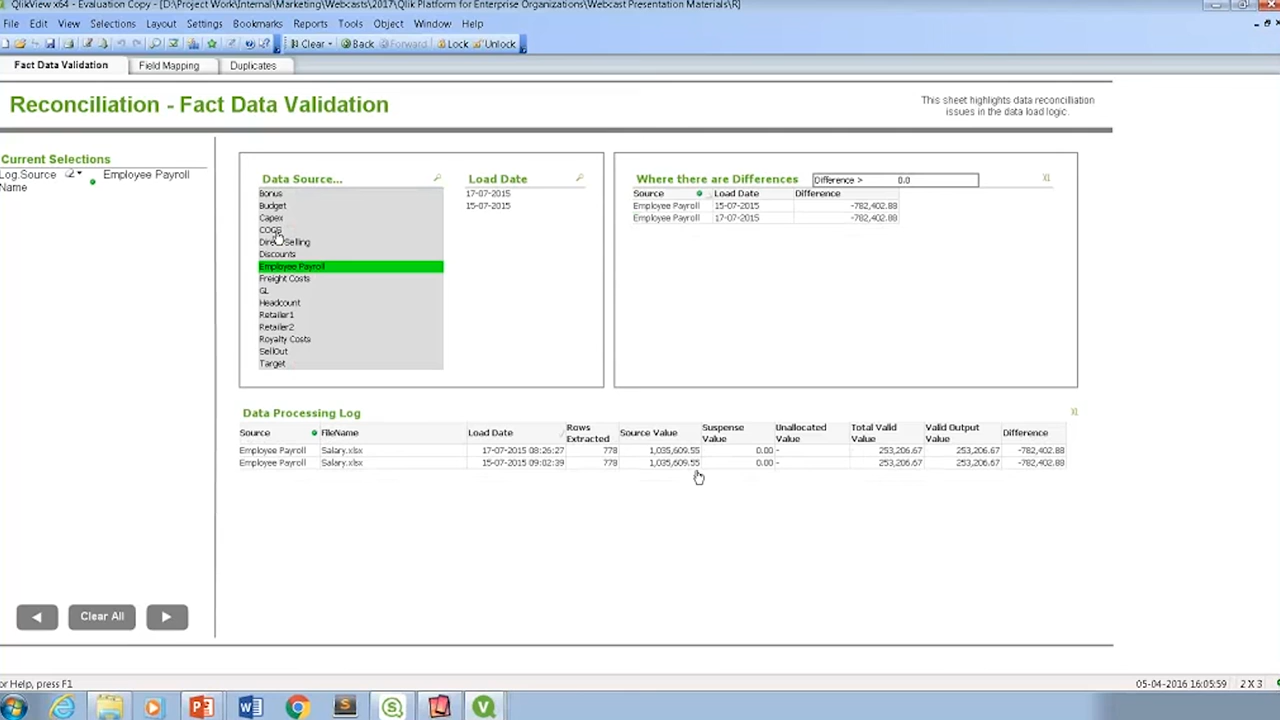 QlikView x64 - Evaluation Copy - [D:\Project Work\Internal\Marketing\Webcasts\2017\Qlik Platform for Enterprise Organizations\Webcast Presentation Materials\R]
File Edit View Selections Layout Settings Bookmarks Reports Tools Object Window Help
Clear Back Forward Lock Unlock
Fact Data Validation Field Mapping Duplicates
Reconciliation - Fact Data Validation
This sheet highlights data reconciliation
issues in the data load logic.
Current Selections
Log.Source Employee Payroll
Name
Data Source... Load Date
Bonus 17-07-2015
Budget 15-07-2015
Capex
COGS
Direct Selling
Discounts
Employee Payroll
Freight Costs
GL
Headcount
Retailer1
Retailer2
Royalty Costs
SellOut
Target
Where there are Differences Difference > 0.0 XL
Source Load Date Difference
Employee Payroll 15-07-2015 -782,402.88
Employee Payroll 17-07-2015 -782,402.88
Data Processing Log XL
Source FileName Load Date Rows Extracted Source Value Suspense Value Unallocated Value Total Valid Value Valid Output Value Difference
Employee Payroll Salary.xlsx 17-07-2015 08:26:27 778 1,035,609.55 0.00 - 253,206.67 253,206.67 -782,402.88
Employee Payroll Salary.xlsx 15-07-2015 09:02:39 778 1,035,609.55 0.00 - 253,206.67 253,206.67 -782,402.88
Clear All
or Help, press F1 05-04-2016 16:05:59 2 X 3